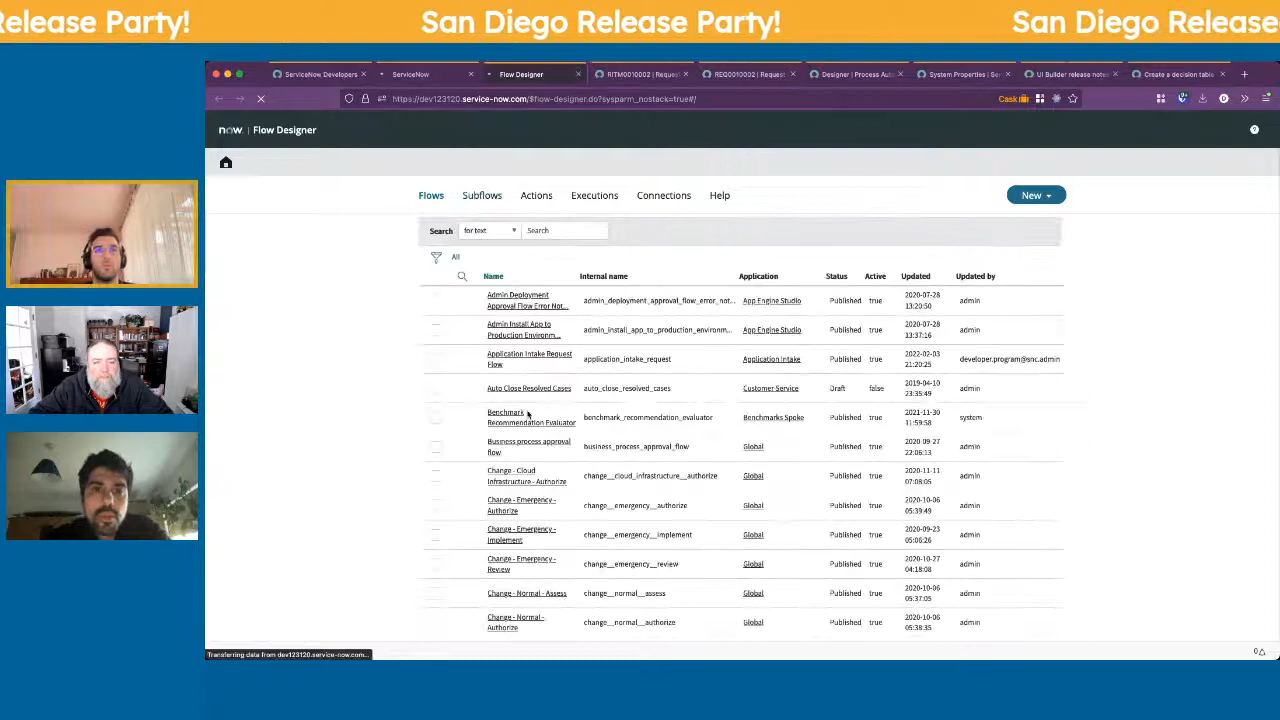 Release Party!
San Diego Release Party!
San Diego Release
ServiceNow Developers
ServiceNow
Flow Designer
RITM0010002 | Reques
REQ0010002 | Request
Designer | Process Auto
System Properties | Ser
UI Builder release notes
Create a decision table
https://dev123120.service-now.com/$flow-designer.do?sysparm_nostack=true#/
Cask
now. | Flow Designer
Flows Subflows Actions Executions Connections Help
New
Search for text Search
All
Name Internal name Application Status Active Updated Updated by
Admin Deployment
Approval Flow Error Not...
admin_deployment_approval_flow_error_not... App Engine Studio Published true
2020-07-28
13:20:50
admin
Admin Install App to
Production Environm...
admin_install_app_to_production_environm... App Engine Studio Published true
2020-07-28
13:37:16
admin
Application Intake Request
Flow
application_intake_request Application Intake Published true
2022-02-03
21:20:25
developer.program@snc.admin
Auto Close Resolved Cases auto_close_resolved_cases Customer Service Draft false
2019-04-10
23:35:49
admin
Benchmark
Recommendation Evaluator
benchmark_recommendation_evaluator Benchmarks Spoke Published true
2021-11-30
11:59:58
system
Business process approval
flow
business_process_approval_flow Global Published true
2020-09-27
22:06:13
admin
Change - Cloud
Infrastructure - Authorize
change__cloud_infrastructure__authorize Global Published true
2020-11-11
07:08:05
admin
Change - Emergency -
Authorize
change__emergency__authorize Global Published true
2020-10-06
05:39:49
admin
Change - Emergency -
Implement
change__emergency__implement Global Published true
2020-09-23
05:06:26
admin
Change - Emergency -
Review
change__emergency__review Global Published true
2020-10-27
04:18:08
admin
Change - Normal - Assess change__normal__assess Global Published true
2020-10-06
05:37:05
admin
Change - Normal -
Authorize
change__normal__authorize Global Published true
2020-10-06
05:38:35
admin
Transferring data from dev123120.service-now.com...
0